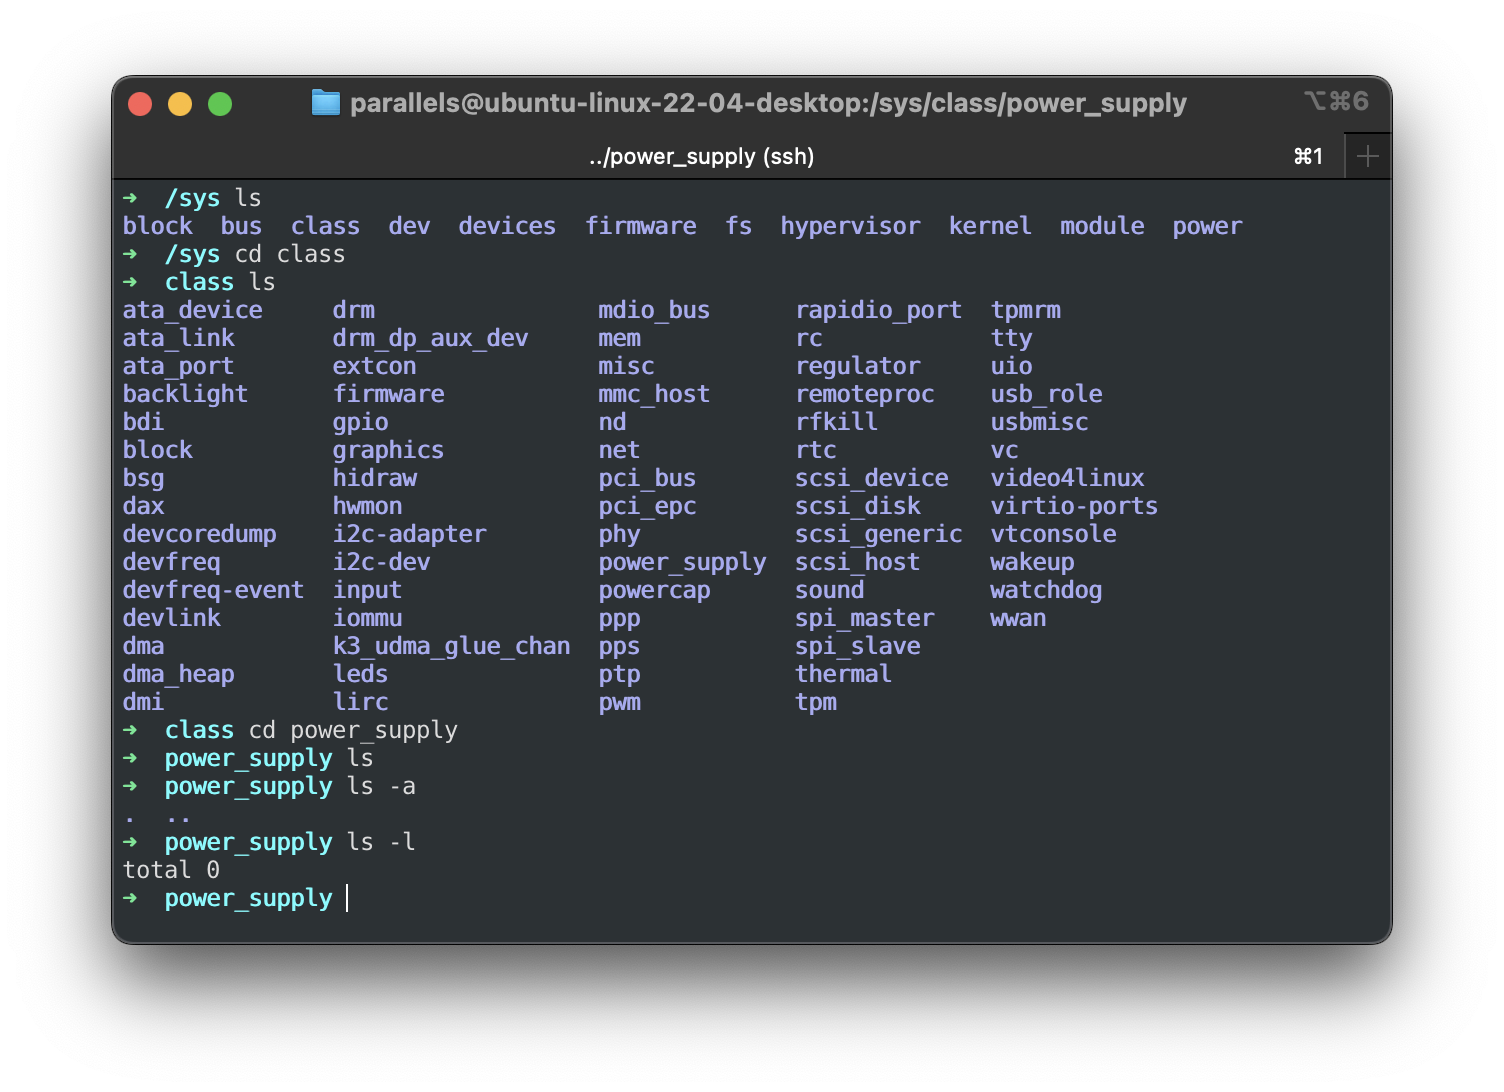 parallels@ubuntu-linux-22-04-desktop:/sys/class/power_supply ⌥⌘6
../power_supply (ssh) ⌘1 +
➜ /sys ls
block bus class dev devices firmware fs hypervisor kernel module power
➜ /sys cd class
➜ class ls
ata_device drm mdio_bus rapidio_port tpmrm
ata_link drm_dp_aux_dev mem rc tty
ata_port extcon misc regulator uio
backlight firmware mmc_host remoteproc usb_role
bdi gpio nd rfkill usbmisc
block graphics net rtc vc
bsg hidraw pci_bus scsi_device video4linux
dax hwmon pci_epc scsi_disk virtio-ports
devcoredump i2c-adapter phy scsi_generic vtconsole
devfreq i2c-dev power_supply scsi_host wakeup
devfreq-event input powercap sound watchdog
devlink iommu ppp spi_master wwan
dma k3_udma_glue_chan pps spi_slave
dma_heap leds ptp thermal
dmi lirc pwm tpm
➜ class cd power_supply
➜ power_supply ls
➜ power_supply ls -a
. ..
➜ power_supply ls -l
total 0
➜ power_supply